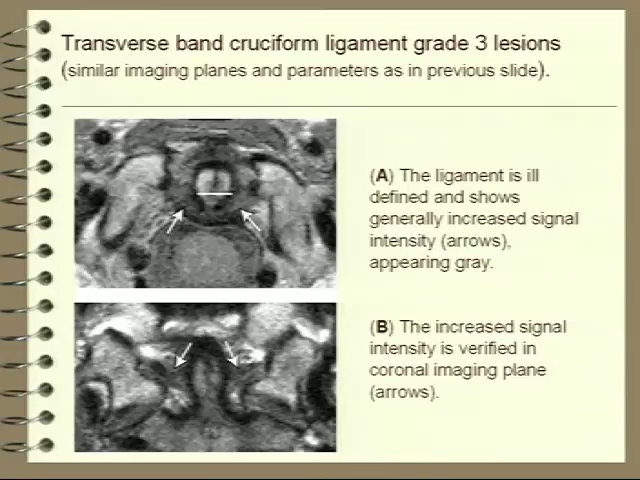 Transverse band cruciform ligament grade 3 lesions
(similar imaging planes and parameters as in previous slide).
(A) The ligament is ill
defined and shows
generally increased signal
intensity (arrows),
appearing gray.
(B) The increased signal
intensity is verified in
coronal imaging plane
(arrows).